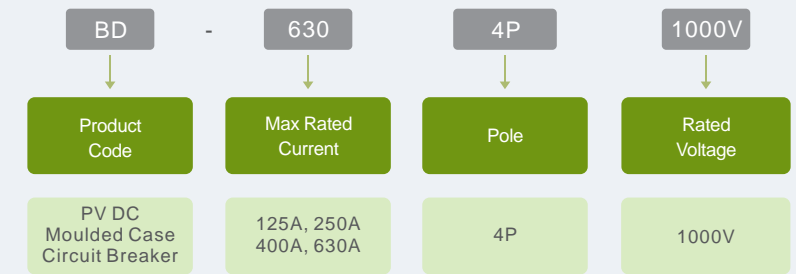 BD - 630 4P 1000V
Product
Code
Max Rated
Current
Pole
Rated
Voltage
PV DC
Moulded Case
Circuit Breaker
125A, 250A
400A, 630A
4P
1000V